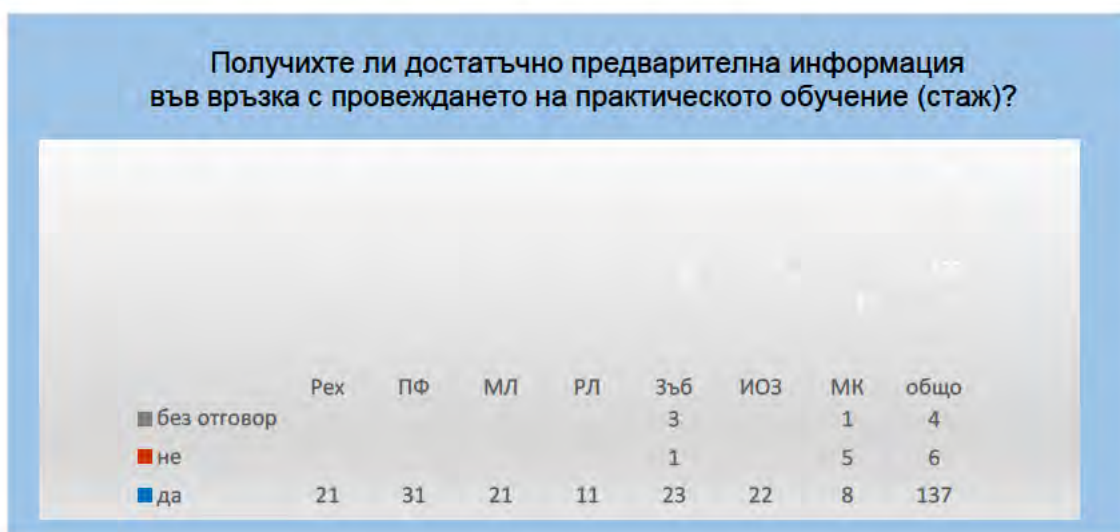 Получихте ли достатъчно предварителна информация
във връзка с провеждането на практическото обучение (стаж)?
Рех ПФ МЛ РЛ Зъб ИОЗ МК общо
без отговор 3 1 4
не 1 5 6
да 21 31 21 11 23 22 8 137